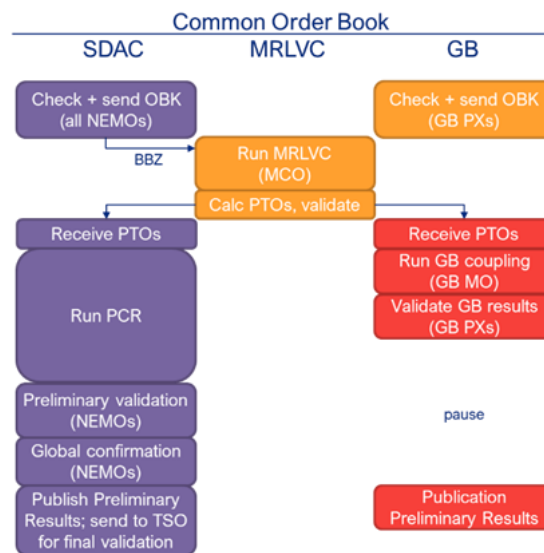 Common Order Book
SDAC
MRLVC
GB
Check + send OBK
(all NEMOs)
Check + send OBK
(GB PXs)
BBZ
Run MRLVC
(MCO)
Calc PTOs, validate
Receive PTOs
Receive PTOs
Run PCR
Run GB coupling
(GB MO)
Validate GB results
(GB PXs)
Preliminary validation
(NEMOs)
pause
Global confirmation
(NEMOs)
Publish Preliminary
Results; send to TSO
for final validation
Publication
Preliminary Results